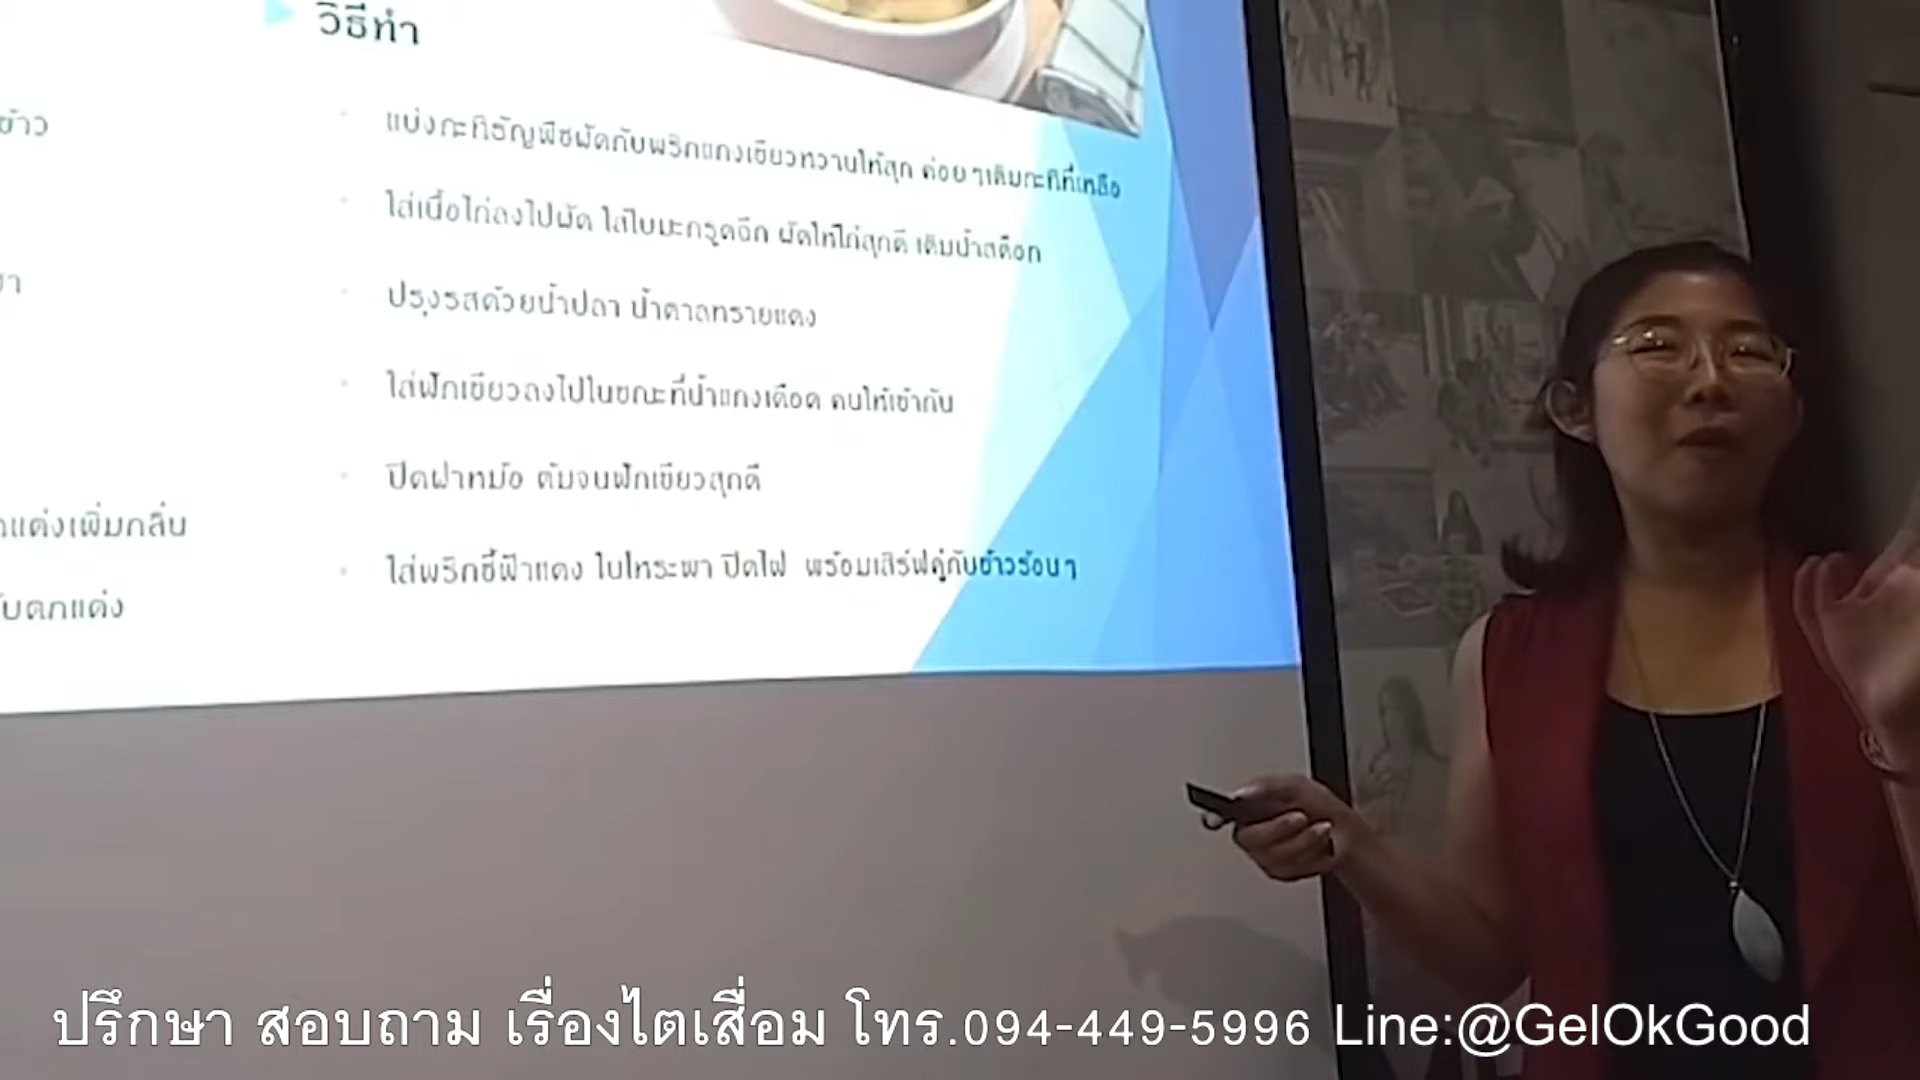 วิธีทำ
ข้าว
แบ่งกะทิธัญพืชผัดกับพริกแกงเขียวหวานให้สุก ค่อยๆเติมกะทิที่เหลือ
ใส่เนื้อไก่ลงไปผัด ใส่ใบมะกรูดฉีก ผัดให้ไก่สุกดี เติมน้ำสต็อก
ปรุงรสด้วยน้ำปลา น้ำตาลทรายแดง
ใส่ฟักเขียวลงไปในขณะที่น้ำแกงเดือด คนให้เข้ากัน
ปิดฝาหม้อ ต้มจนฟักเขียวสุกดี
แต่งเพิ่มกลิ่น
ใส่พริกชี้ฟ้าแดง ใบโหระพา ปิดไฟ พร้อมเสิร์ฟคู่กับข้าวร้อนๆ
ับตกแต่ง
ปรึกษา สอบถาม เรื่องไตเสื่อม โทร.094-449-5996 Line:@GelOkGood